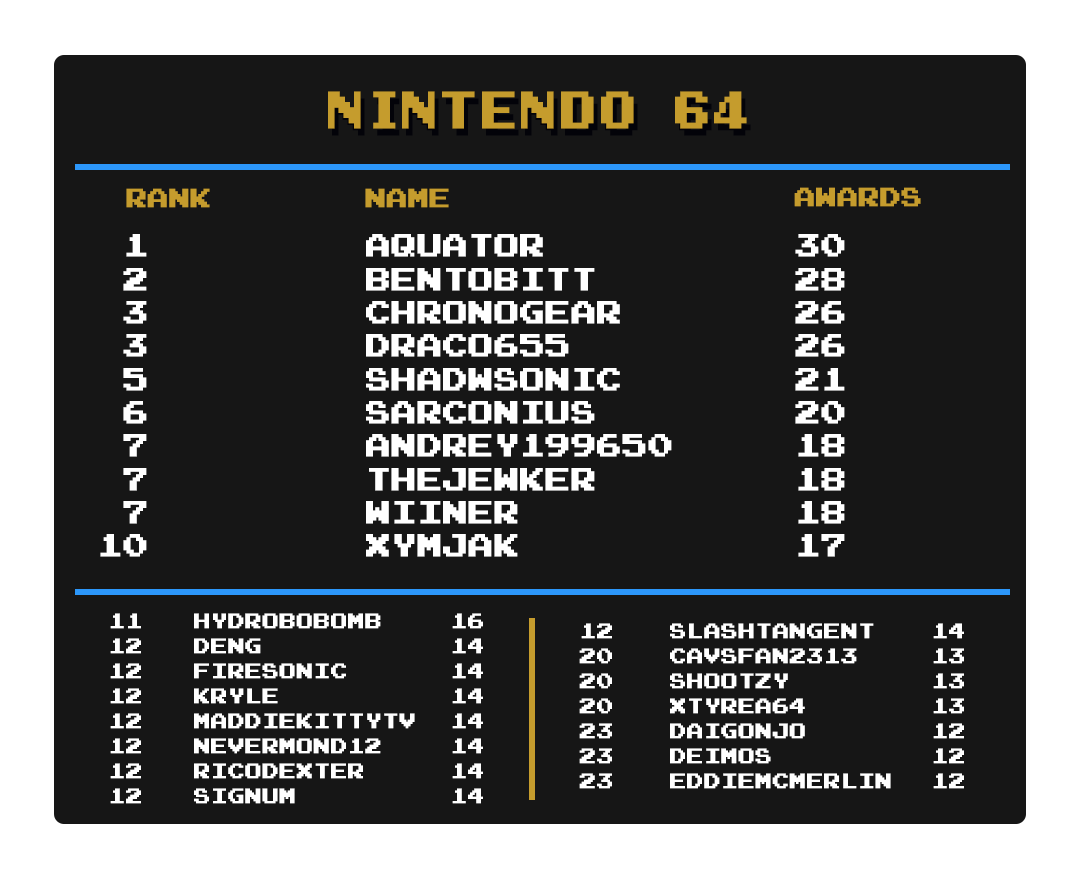 NINTENDO 64
RANK NAME AWARDS
1 AQUATOR 30
2 BENTOBITT 28
3 CHRONOGEAR 26
3 DRACO655 26
5 SHADWSONIC 21
6 SARCONIUS 20
7 ANDREY199650 18
7 THEJEWKER 18
7 WIINER 18
10 XYMJAK 17
11 HYDROBOBOMB 16
12 DENG 14
12 FIRESONIC 14
12 KRYLE 14
12 MADDIEKITTYTV 14
12 NEVERMOND12 14
12 RICODEXTER 14
12 SIGNUM 14
12 SLASHTANGENT 14
20 CAVSFAN2313 13
20 SHOOTZY 13
20 XTYREA64 13
23 DAIGONJO 12
23 DEIMOS 12
23 EDDIEMCMERLIN 12